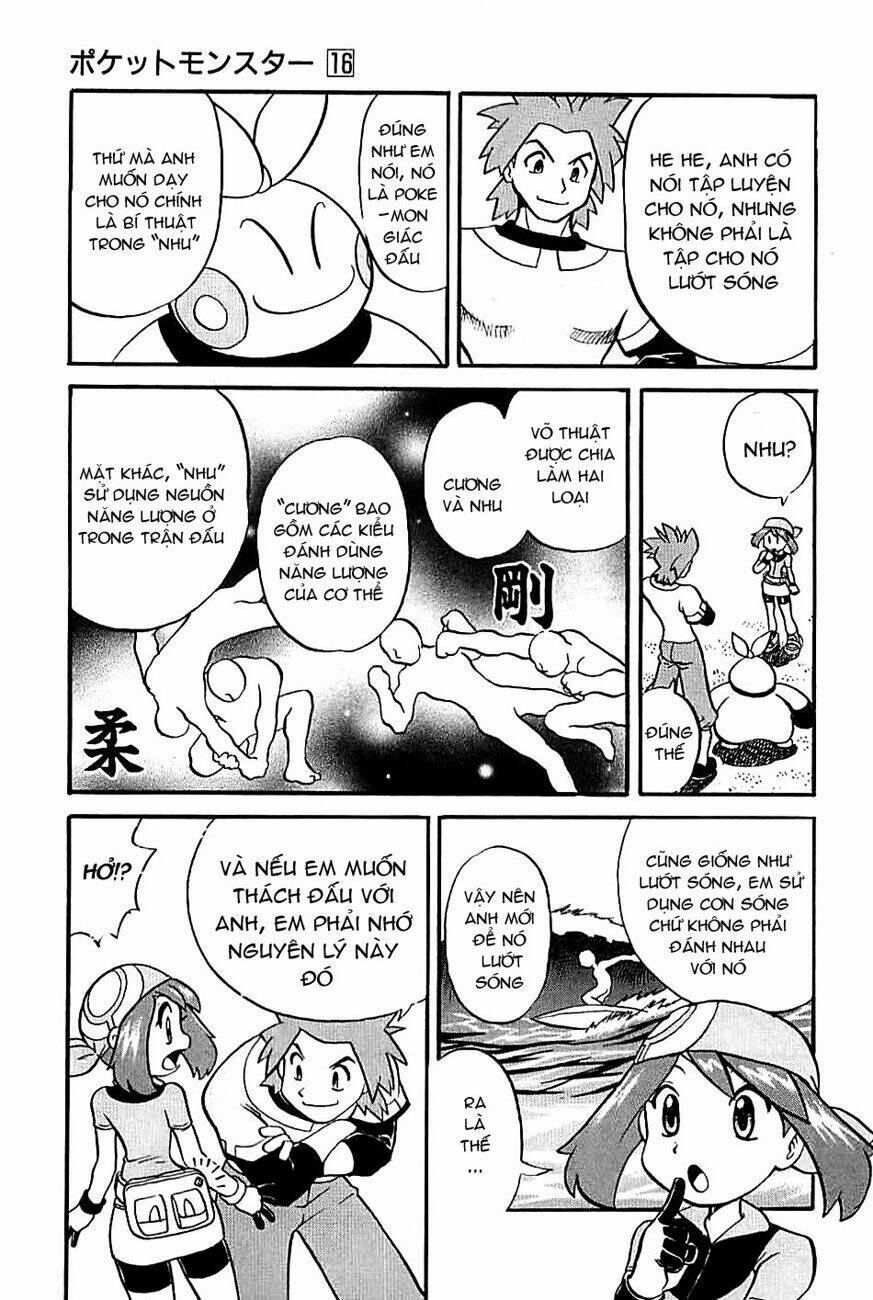 ポケットモンスター 16
HE HE, ANH CÓ
NÓI TẬP LUYỆN
CHO NÓ, NHƯNG
KHÔNG PHẢI LÀ
TẬP CHO NÓ
LƯỚT SÓNG
ĐÚNG
NHƯ EM
NÓI, NÓ
LÀ POKE
-MON
GIÁC
ĐẤU
THỨ MÀ ANH
MUỐN DẠY
CHO NÓ CHÍNH
LÀ BÍ THUẬT
TRONG “NHU”
NHU?
ĐÚNG
THẾ
VÕ THUẬT
ĐƯỢC CHIA
LÀM HAI
LOẠI
CƯƠNG
VÀ NHU
剛
“CƯƠNG” BAO
GỒM CÁC KIỂU
ĐÁNH DÙNG
NĂNG LƯỢNG
CỦA CƠ THỂ
MẶT KHÁC, “NHU”
SỬ DỤNG NGUỒN
NĂNG LƯỢNG Ở
TRONG TRẬN ĐẤU
柔
CŨNG GIỐNG NHƯ
LƯỚT SÓNG, EM SỬ
DỤNG CƠN SÓNG
CHỨ KHÔNG PHẢI
ĐÁNH NHAU
VỚI NÓ
VẬY NÊN
ANH MỚI
ĐỂ NÓ
LƯỚT
SÓNG
RA
LÀ
THẾ
...
VÀ NẾU EM MUỐN
THÁCH ĐẤU VỚI
ANH, EM PHẢI NHỚ
NGUYÊN LÝ NÀY
ĐÓ
HỞ!?